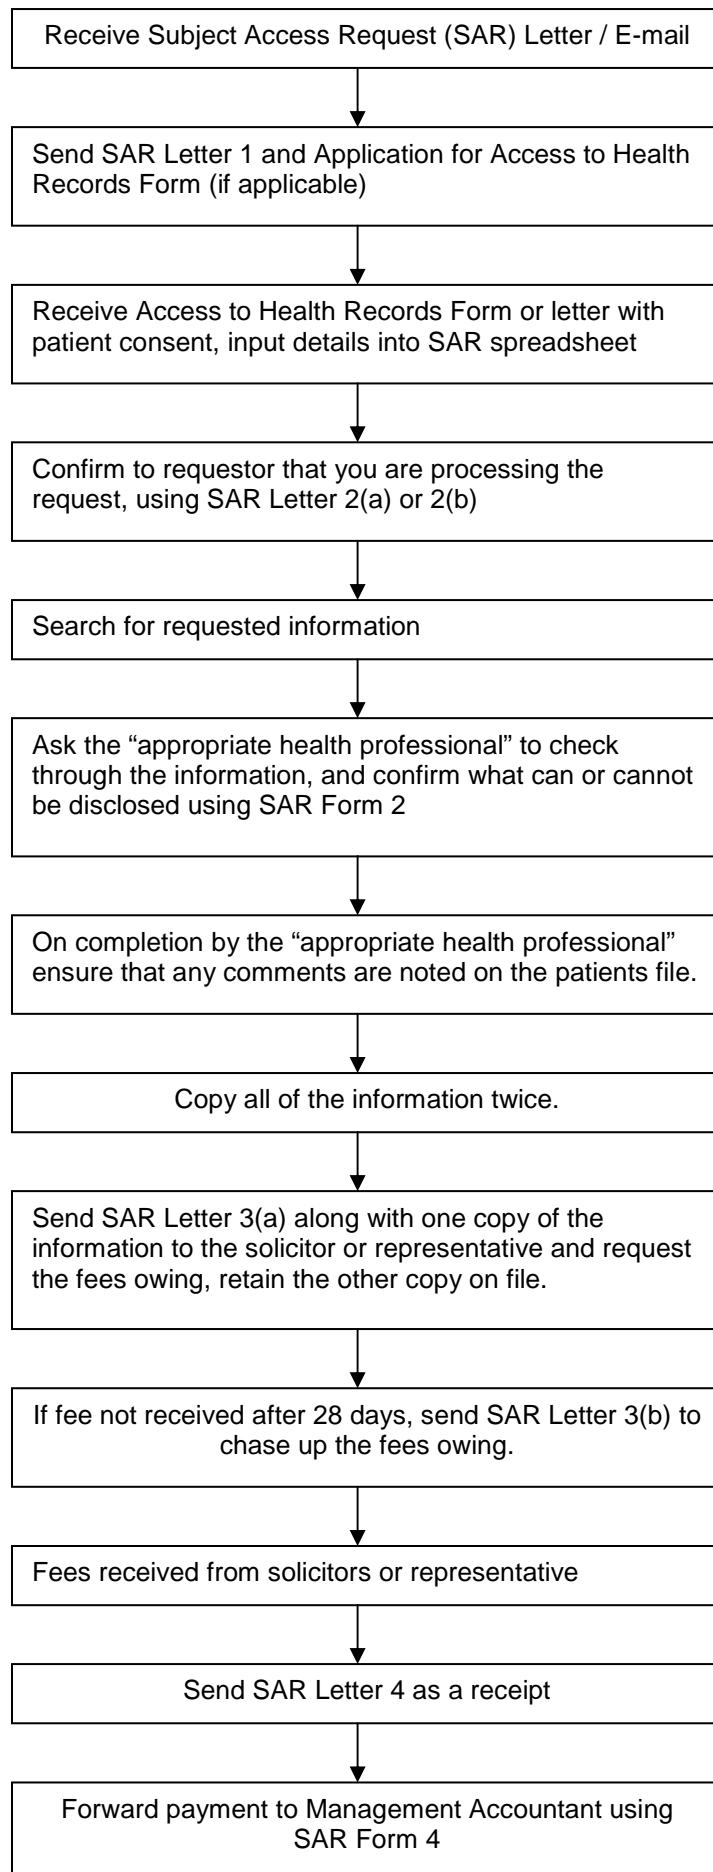 Receive Subject Access Request (SAR) Letter / E-mail
Send SAR Letter 1 and Application for Access to Health
Records Form (if applicable)
Receive Access to Health Records Form or letter with
patient consent, input details into SAR spreadsheet
Confirm to requestor that you are processing the
request, using SAR Letter 2(a) or 2(b)
Search for requested information
Ask the “appropriate health professional” to check
through the information, and confirm what can or cannot
be disclosed using SAR Form 2
On completion by the “appropriate health professional”
ensure that any comments are noted on the patients file.
Copy all of the information twice.
Send SAR Letter 3(a) along with one copy of the
information to the solicitor or representative and request
the fees owing, retain the other copy on file.
If fee not received after 28 days, send SAR Letter 3(b) to
chase up the fees owing.
Fees received from solicitors or representative
Send SAR Letter 4 as a receipt
Forward payment to Management Accountant using
SAR Form 4